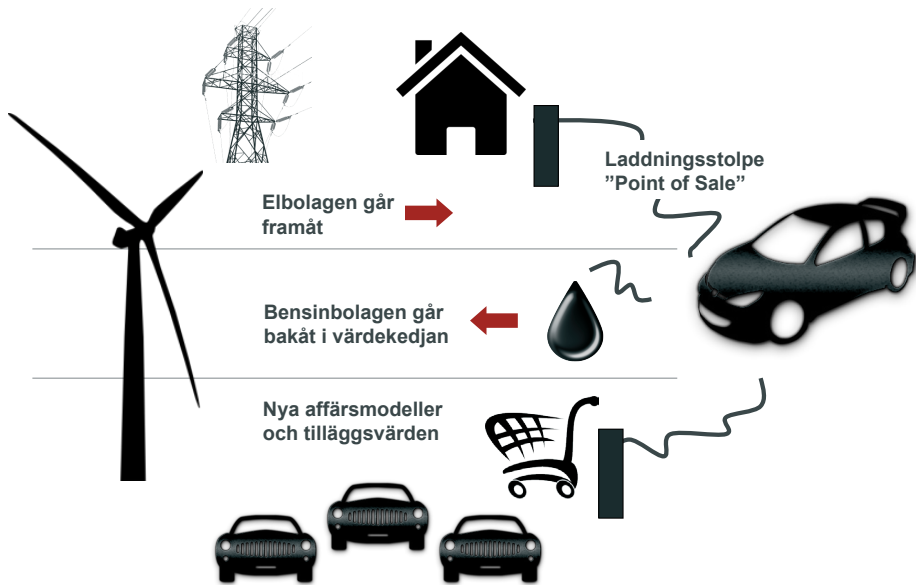 Laddningsstolpe
”Point of Sale”
Elbolagen går
framåt
Bensinbolagen går
bakåt i värdekedjan
Nya affärsmodeller
och tilläggsvärden